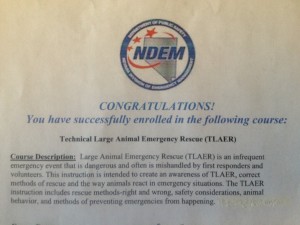 DEPARTMENT OF PUBLIC SAFETY
NDEM
CONGRATULATIONS!
You have successfully enrolled in the following course:
Technical Large Animal Emergency Rescue (TLAER)
Course Description: Large Animal Emergency Rescue (TLAER) is an infrequent
emergency event that is dangerous and often is mishandled by first responders and
volunteers. This instruction is intended to create an awareness of TLAER, correct
methods of rescue and the way animals react in emergency situations. The TLAER
instruction includes rescue methods-right and wrong, safety considerations, animal
behavior, and methods of preventing emergencies from happening.